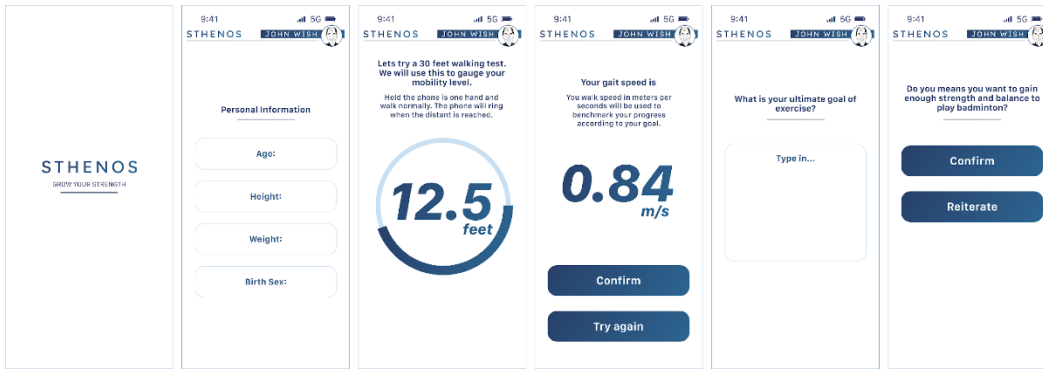 STHENOS
GROW YOUR STRENGTH
9:41
5G
STHENOS
JOHN WISH
Personal Information
Age:
Height:
Weight:
Birth Sex:
9:41
5G
STHENOS
JOHN WISH
Lets try a 30 feet walking test.
We will use this to gauge your
mobility level.
Hold the phone is one hand and
walk normally. The phone will ring
when the distant is reached.
12.5
feet
9:41
5G
STHENOS
JOHN WISH
Your gait speed is
You walk speed in meters per
seconds will be used to
benchmark your progress
according to your goal.
0.84
m/s
Confirm
Try again
9:41
5G
STHENOS
JOHN WISH
What is your ultimate goal of
exercise?
Type in...
9:41
5G
STHENOS
JOHN WISH
Do you means you want to gain
enough strength and balance to
play badminton?
Confirm
Reiterate